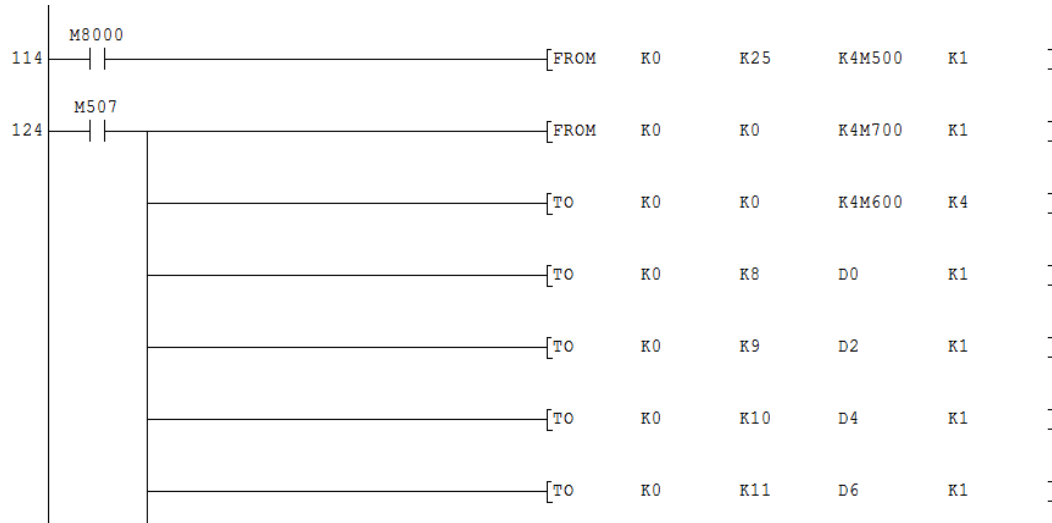 M8000
114 [FROM K0 K25 K4M500 K1 ]
M507
124 [FROM K0 K0 K4M700 K1 ]
[TO K0 K0 K4M600 K4 ]
[TO K0 K8 D0 K1 ]
[TO K0 K9 D2 K1 ]
[TO K0 K10 D4 K1 ]
[TO K0 K11 D6 K1 ]